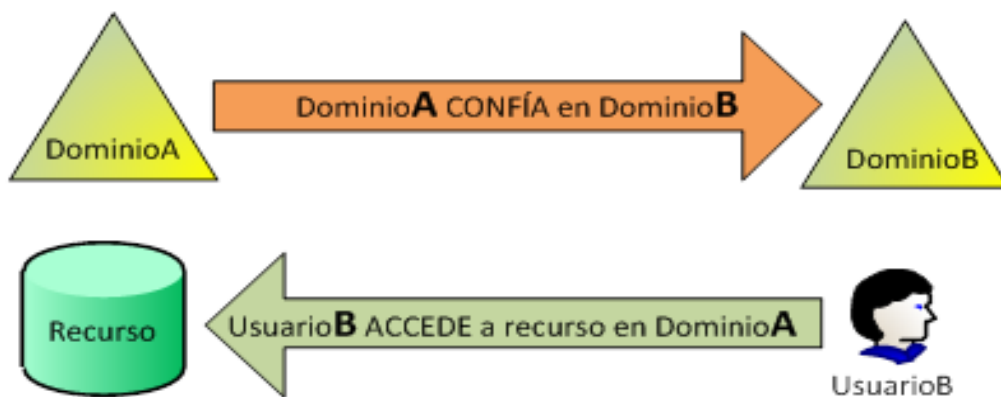 DominioA
DominioA CONFÍA en DominioB
DominioB
Recurso
UsuarioB ACCEDE a recurso en DominioA
UsuarioB